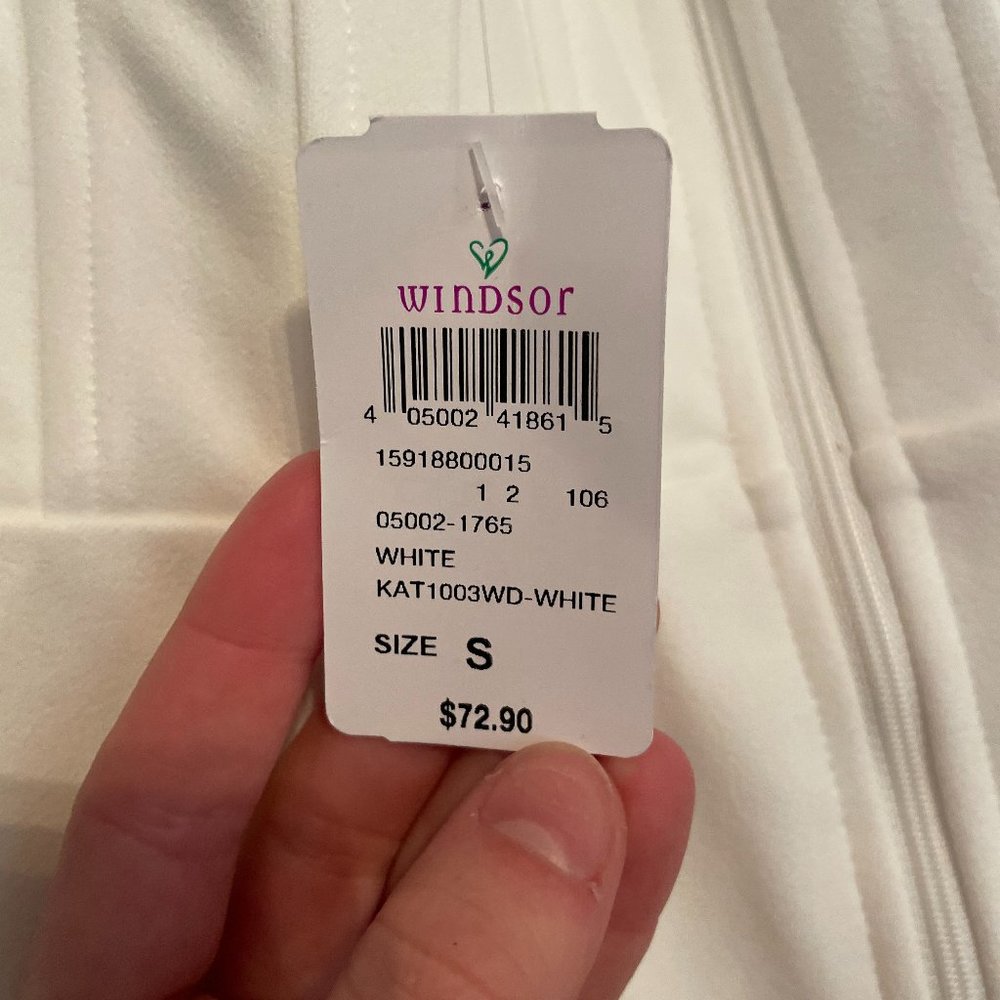 WINDSOR
4 05002 41861 5
15918800015
1 2 106
05002-1765
WHITE
KAT1003WD-WHITE
SIZE S
$72.90